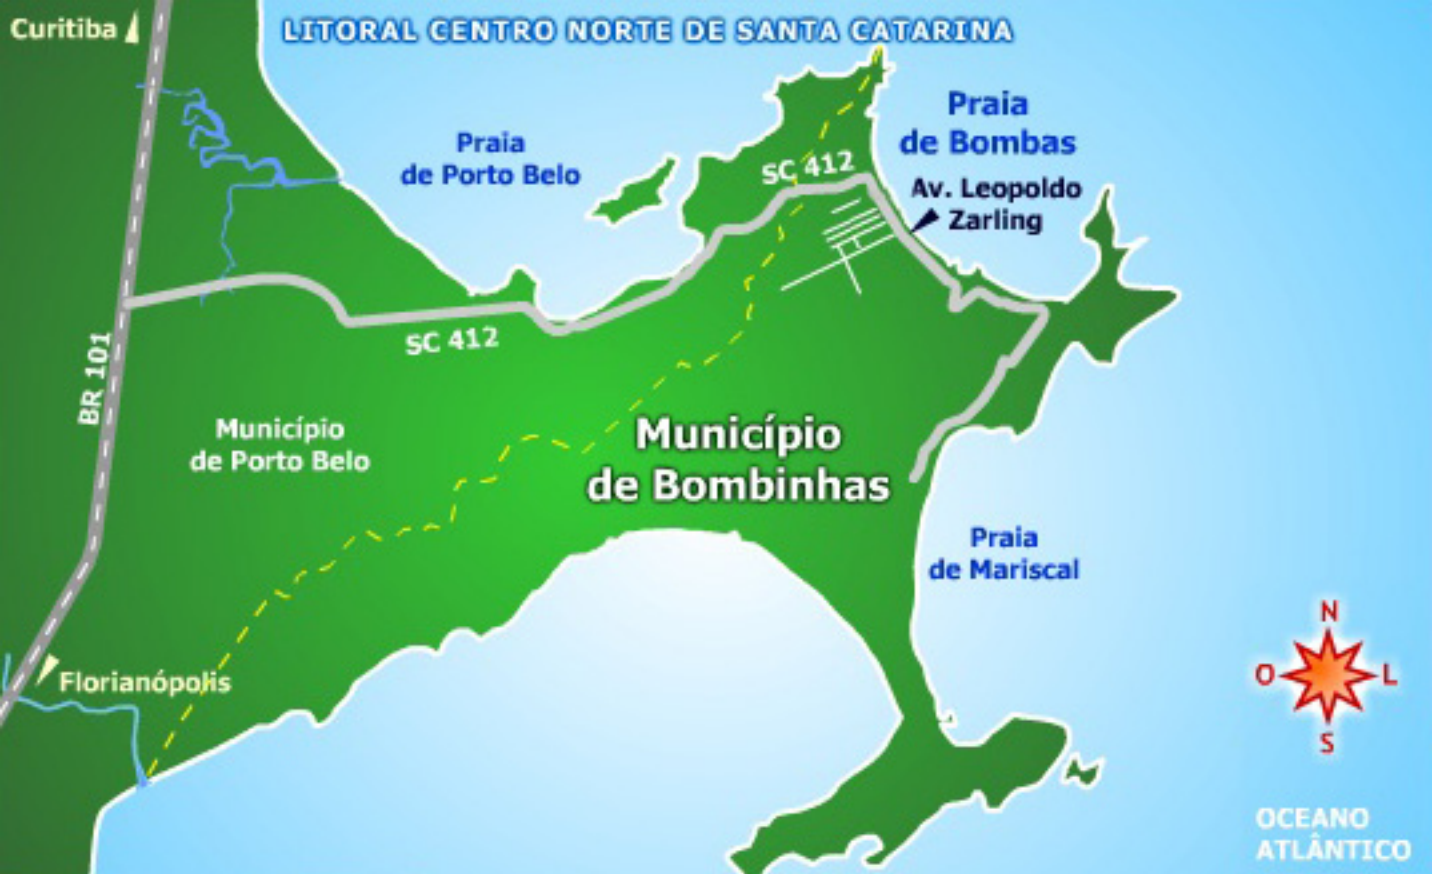 Curitiba
LITORAL CENTRO NORTE DE SANTA CATARINA
Praia
de Bombas
Praia
de Porto Belo
SC 412
Av. Leopoldo
Zarling
SC 412
BR 101
Município
de Porto Belo
Município
de Bombinhas
Praia
de Mariscal
Florianópolis
N
O
L
S
OCEANO
ATLÂNTICO